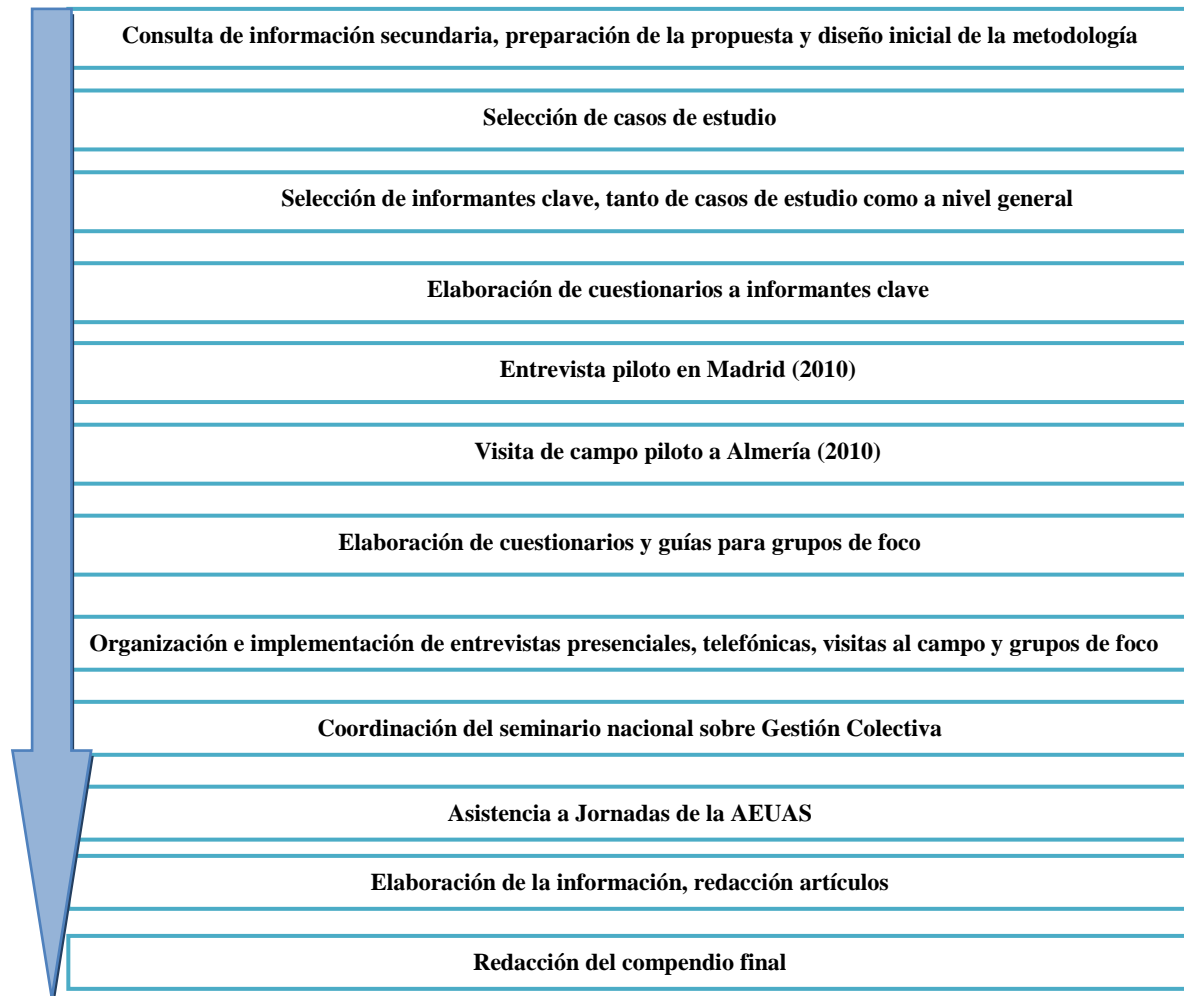 Consulta de información secundaria, preparación de la propuesta y diseño inicial de la metodología
Selección de casos de estudio
Selección de informantes clave, tanto de casos de estudio como a nivel general
Elaboración de cuestionarios a informantes clave
Entrevista piloto en Madrid (2010)
Visita de campo piloto a Almería (2010)
Elaboración de cuestionarios y guías para grupos de foco
Organización e implementación de entrevistas presenciales, telefónicas, visitas al campo y grupos de foco
Coordinación del seminario nacional sobre Gestión Colectiva
Asistencia a Jornadas de la AEUAS
Elaboración de la información, redacción artículos
Redacción del compendio final